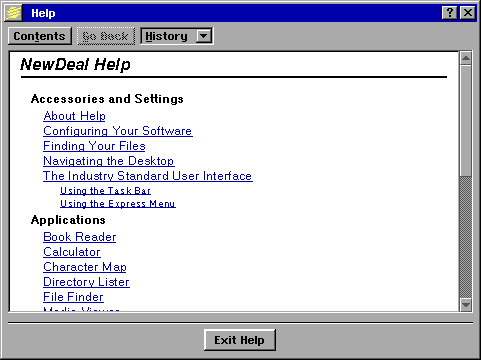 Help
? X
Contents Go Back History
NewDeal Help
Accessories and Settings
About Help
Configuring Your Software
Finding Your Files
Navigating the Desktop
The Industry Standard User Interface
Using the Task Bar
Using the Express Menu
Applications
Book Reader
Calculator
Character Map
Directory Lister
File Finder
Media Viewer
Exit Help